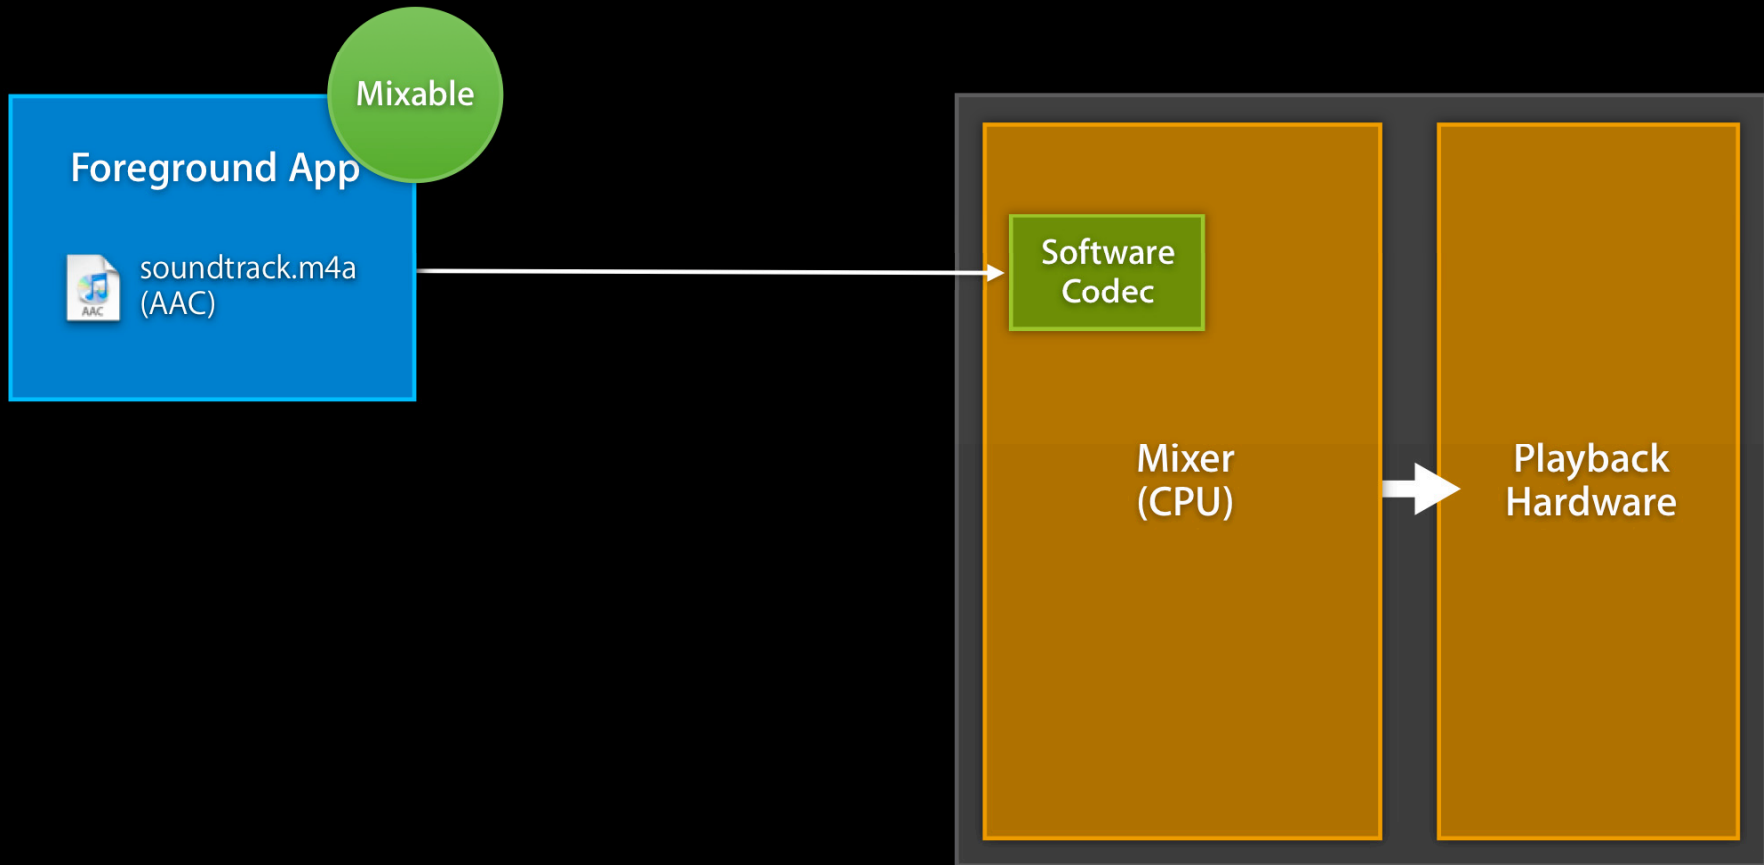 Mixable
Foreground App
soundtrack.m4a
(AAC)
AAC
Software
Codec
Mixer
(CPU)
Playback
Hardware